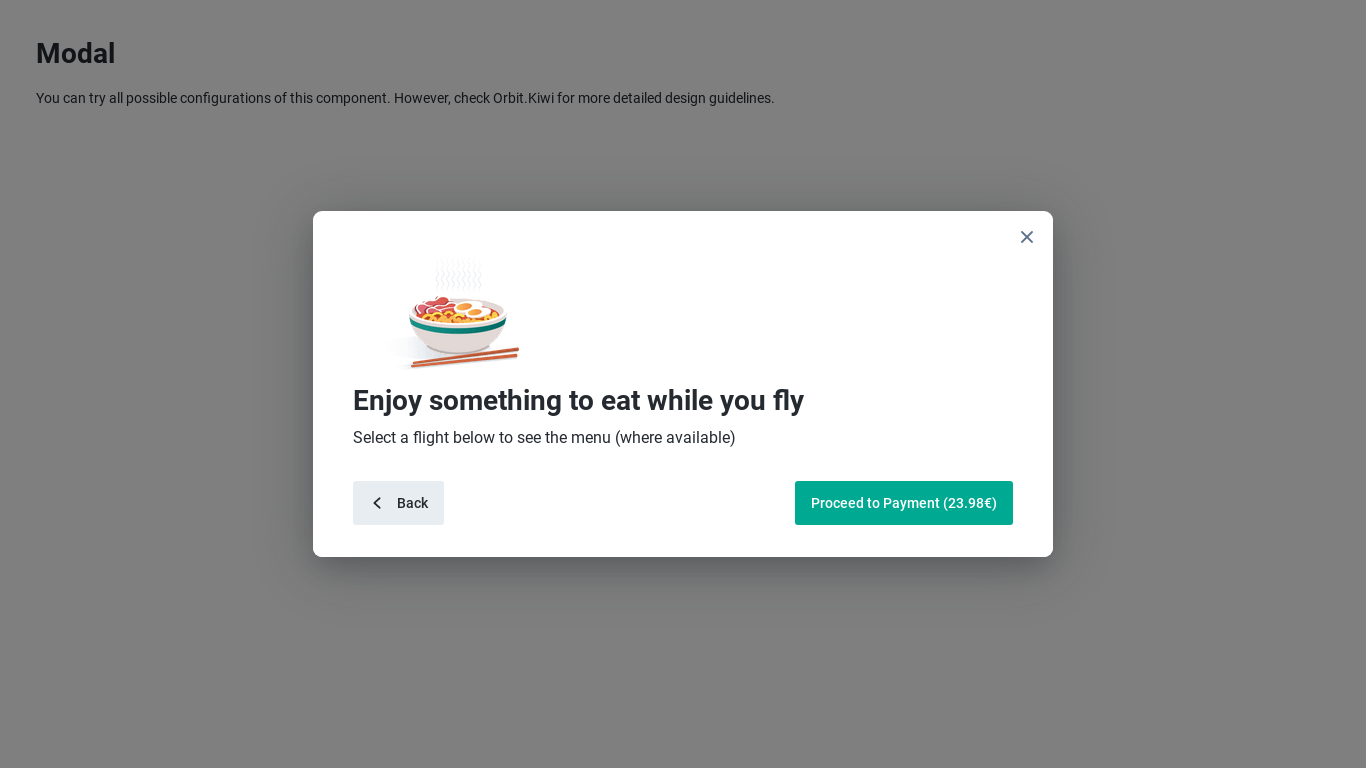 Modal
You can try all possible configurations of this component. However, check Orbit.Kiwi for more detailed design guidelines.
Enjoy something to eat while you fly
Select a flight below to see the menu (where available)
Back
Proceed to Payment (23.98€)